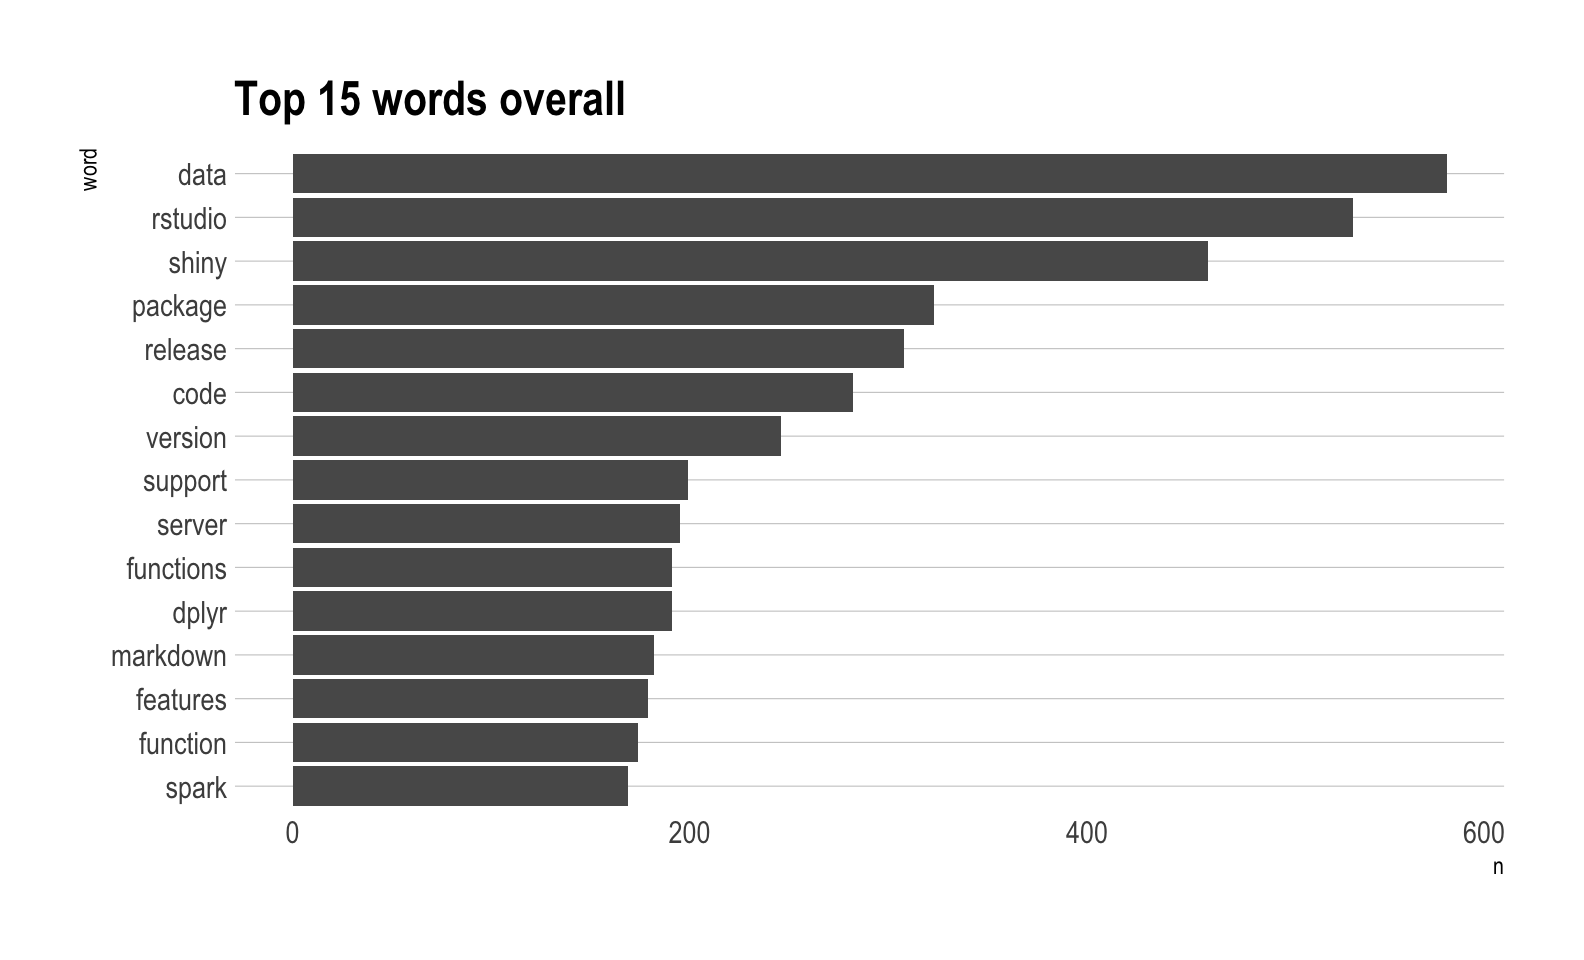 Top 15 words overall
word
data
rstudio
shiny
package
release
code
version
support
server
functions
dplyr
markdown
features
function
spark
0 200 400 600
n